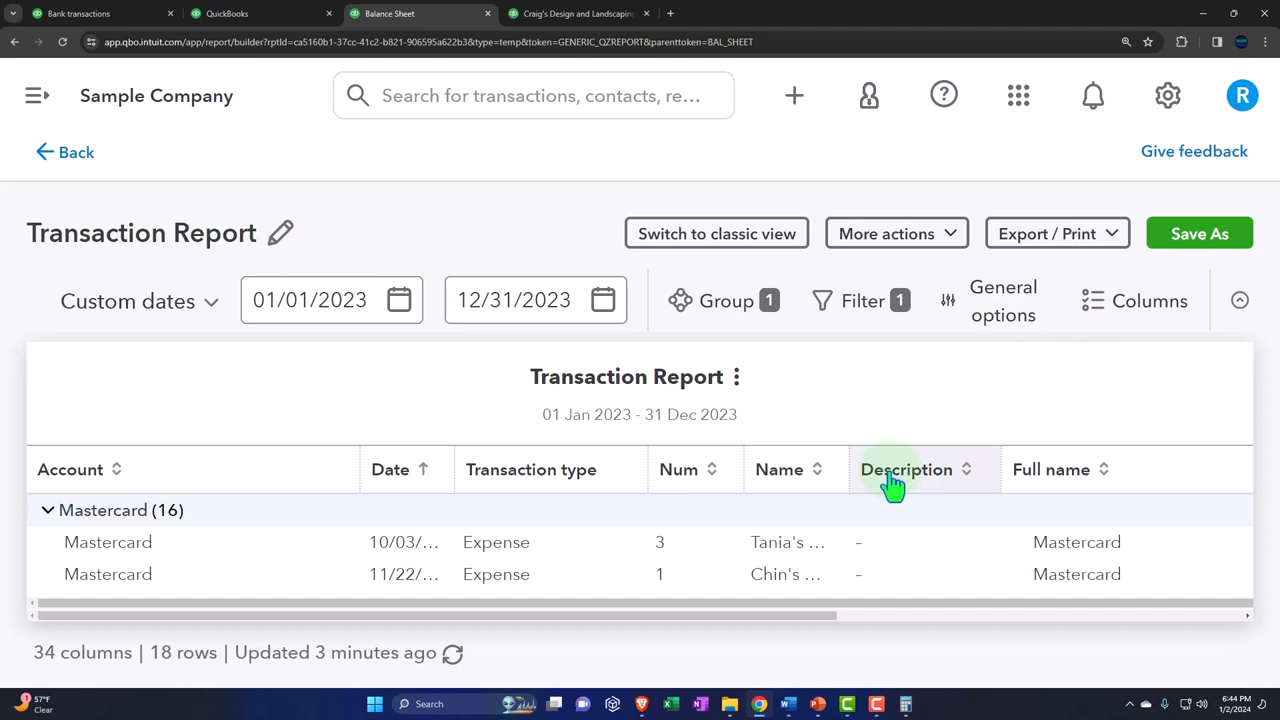 Bank transactions
QuickBooks
Balance Sheet
Craig's Design and Landscaping
app.qbo.intuit.com/app/report/builder?rptId=ca5160b1-37cc-41c2-b821-906595a622b3&type=temp&token=GENERIC_QZREPORT&parenttoken=BAL_SHEET
Sample Company
Search for transactions, contacts, re...
R
Back
Give feedback
Transaction Report
Switch to classic view
More actions
Export / Print
Save As
Custom dates
01/01/2023
12/31/2023
Group 1
Filter 1
General
options
Columns
Transaction Report
01 Jan 2023 - 31 Dec 2023
Account Date Transaction type Num Name Description Full name
Mastercard (16)
Mastercard 10/03/... Expense 3 Tania's ... – Mastercard
Mastercard 11/22/... Expense 1 Chin's ... – Mastercard
34 columns | 18 rows | Updated 3 minutes ago
57°F
Clear
Search
6:44 PM
1/2/2024